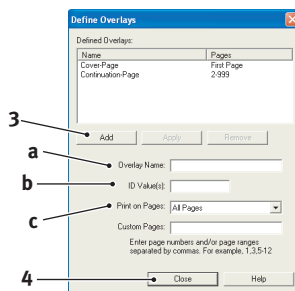 Define Overlays
Defined Overlays:
Name Pages
Cover-Page First Page
Continuation-Page 2-999
3
Add Apply Remove
a
Overlay Name:
b
ID Value(s):
c
Print on Pages: All Pages
Custom Pages:
Enter page numbers and/or page ranges
separated by commas. For example, 1,3,5-12
4
Close Help